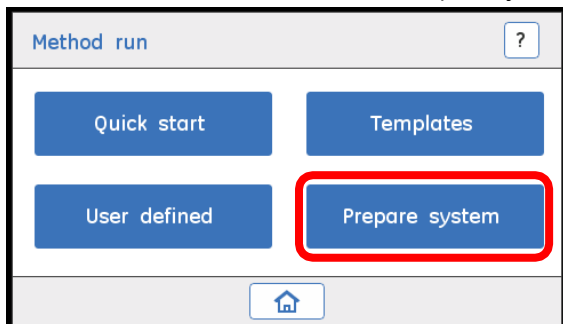 Method run ?
Quick start Templates
User defined Prepare system